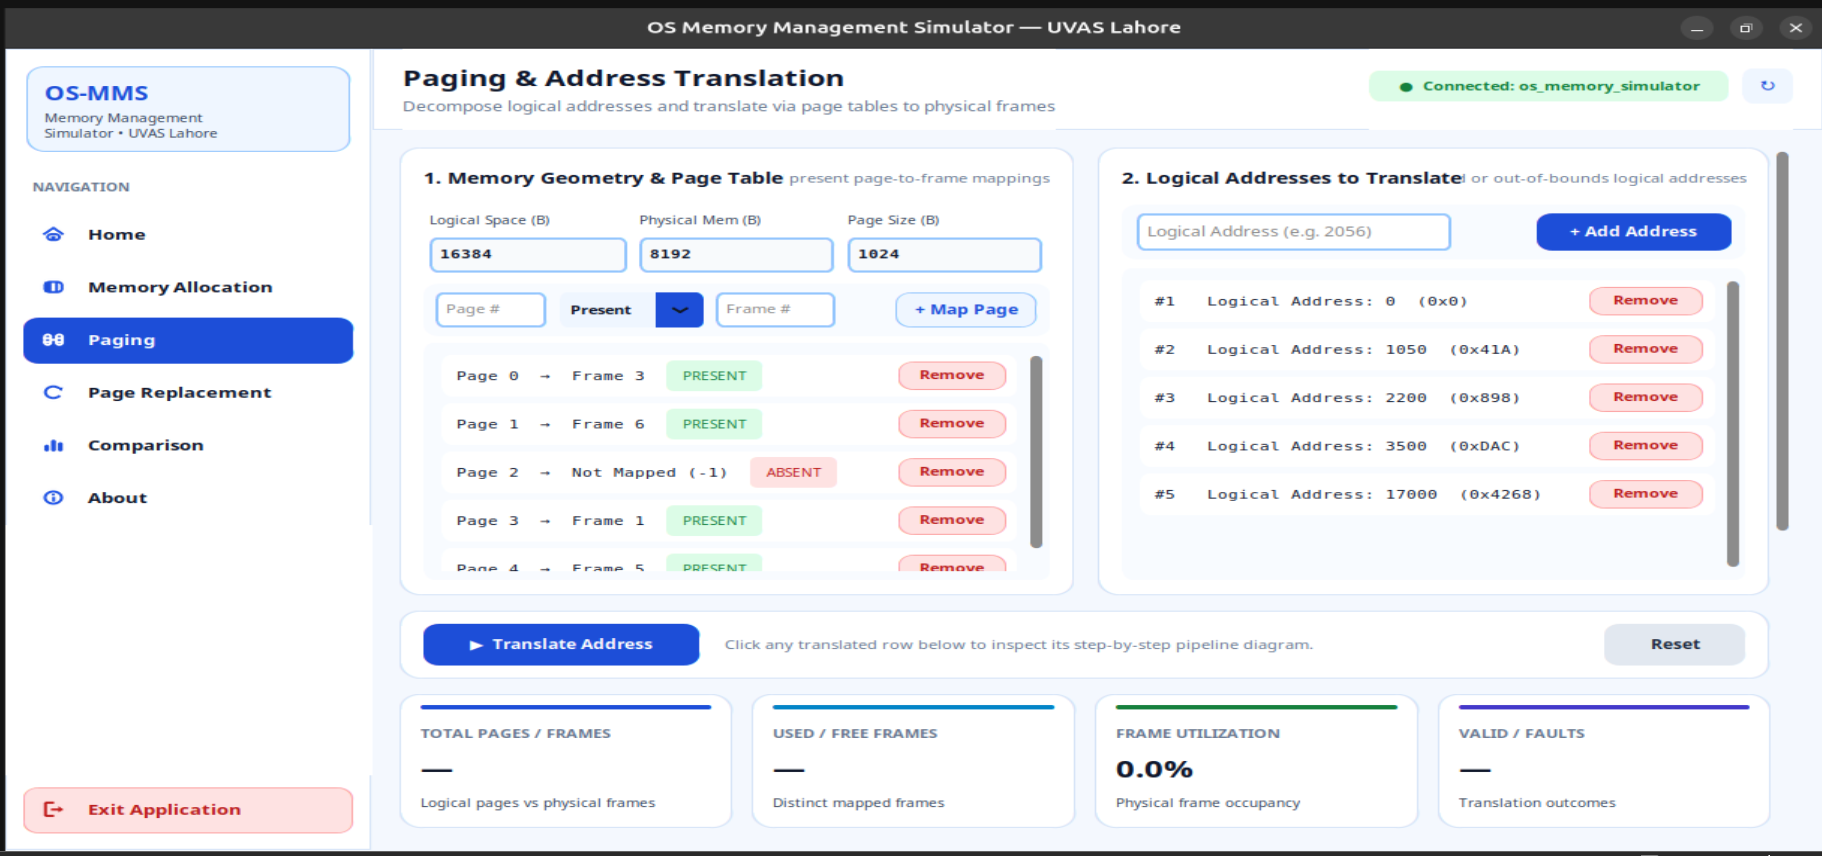 OS Memory Management Simulator — UVAS Lahore
OS-MMS
Memory Management
Simulator • UVAS Lahore
NAVIGATION
Home
Memory Allocation
Paging
Page Replacement
Comparison
About
Exit Application
Paging & Address Translation
Decompose logical addresses and translate via page tables to physical frames
● Connected: os_memory_simulator
↻
1. Memory Geometry & Page Table present page-to-frame mappings
Logical Space (B) Physical Mem (B) Page Size (B)
16384 8192 1024
Page # Present Frame # + Map Page
Page 0 → Frame 3 PRESENT Remove
Page 1 → Frame 6 PRESENT Remove
Page 2 → Not Mapped (-1) ABSENT Remove
Page 3 → Frame 1 PRESENT Remove
Page 4 → Frame 5 PRESENT Remove
2. Logical Addresses to Translate or out-of-bounds logical addresses
Logical Address (e.g. 2056) + Add Address
#1 Logical Address: 0 (0x0) Remove
#2 Logical Address: 1050 (0x41A) Remove
#3 Logical Address: 2200 (0x898) Remove
#4 Logical Address: 3500 (0xDAC) Remove
#5 Logical Address: 17000 (0x4268) Remove
► Translate Address Click any translated row below to inspect its step-by-step pipeline diagram. Reset
TOTAL PAGES / FRAMES
—
Logical pages vs physical frames
USED / FREE FRAMES
—
Distinct mapped frames
FRAME UTILIZATION
0.0%
Physical frame occupancy
VALID / FAULTS
—
Translation outcomes